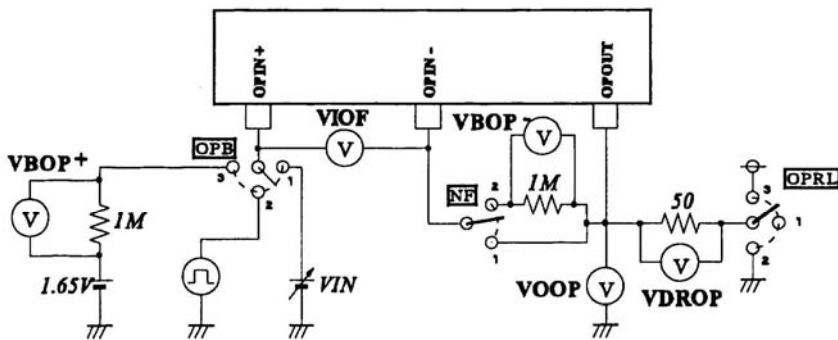 OPIN+
OPIN-
OPOUT
VIOF
VBOP-
VBOP+
OPB
3
1
2
NF
2
1M
1
50
OPRL
3
1
2
1M
1.65V
VIN
VOOP
VDROP
V
V
V
V
V